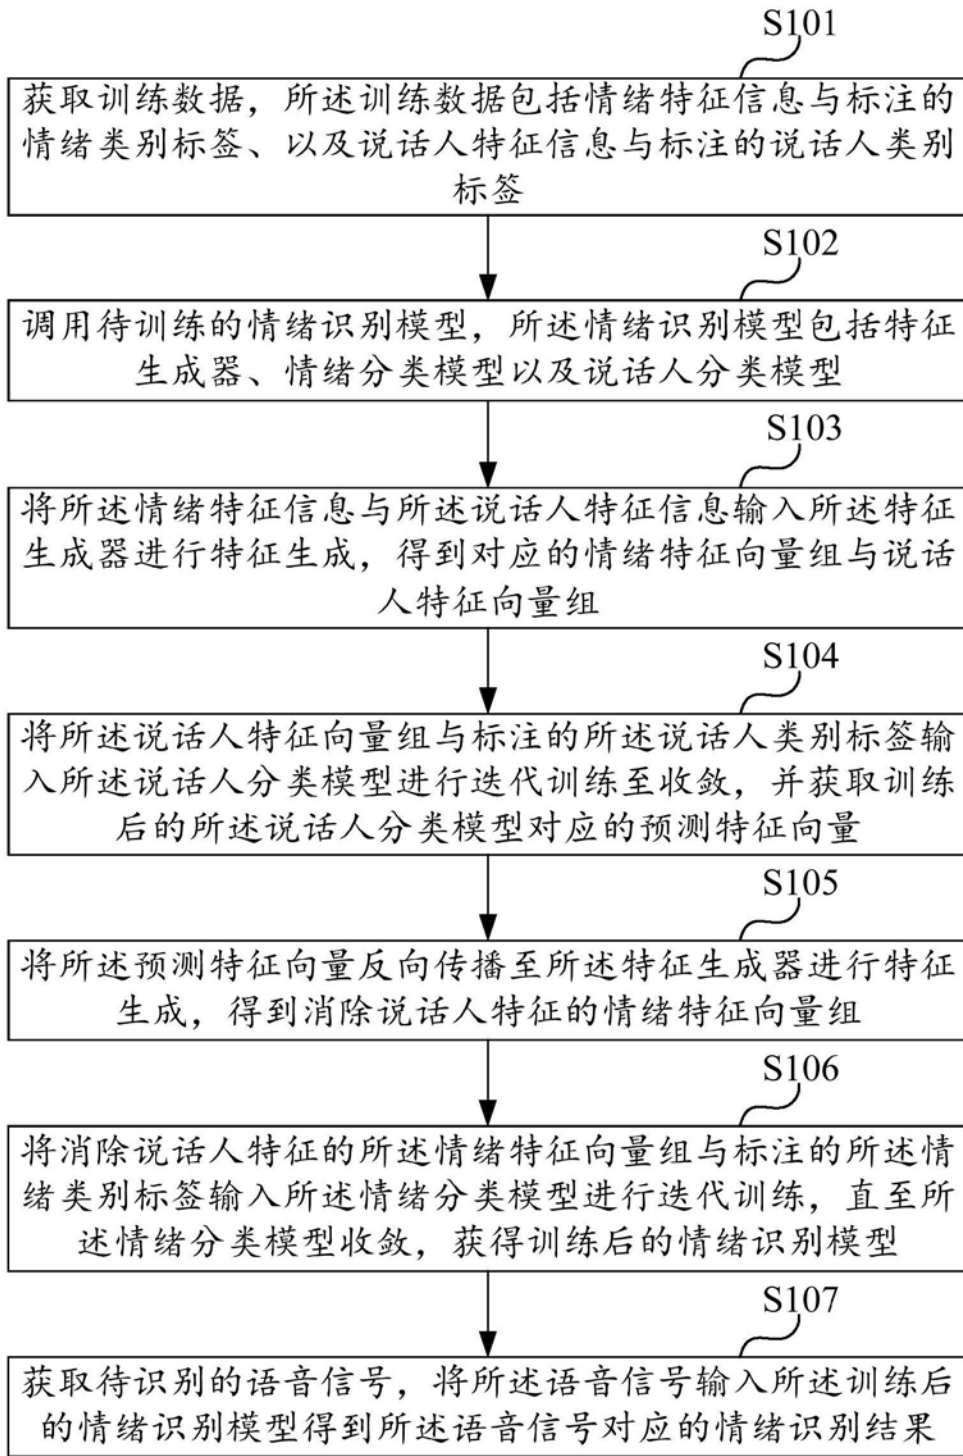 S101
获取训练数据，所述训练数据包括情绪特征信息与标注的
情绪类别标签、以及说话人特征信息与标注的说话人类别
标签
S102
调用待训练的情绪识别模型，所述情绪识别模型包括特征
生成器、情绪分类模型以及说话人分类模型
S103
将所述情绪特征信息与所述说话人特征信息输入所述特征
生成器进行特征生成，得到对应的情绪特征向量组与说话
人特征向量组
S104
将所述说话人特征向量组与标注的所述说话人类别标签输
入所述说话人分类模型进行迭代训练至收敛，并获取训练
后的所述说话人分类模型对应的预测特征向量
S105
将所述预测特征向量反向传播至所述特征生成器进行特征
生成，得到消除说话人特征的情绪特征向量组
S106
将消除说话人特征的所述情绪特征向量组与标注的所述情
绪类别标签输入所述情绪分类模型进行迭代训练，直至所
述情绪分类模型收敛，获得训练后的情绪识别模型
S107
获取待识别的语音信号，将所述语音信号输入所述训练后
的情绪识别模型得到所述语音信号对应的情绪识别结果